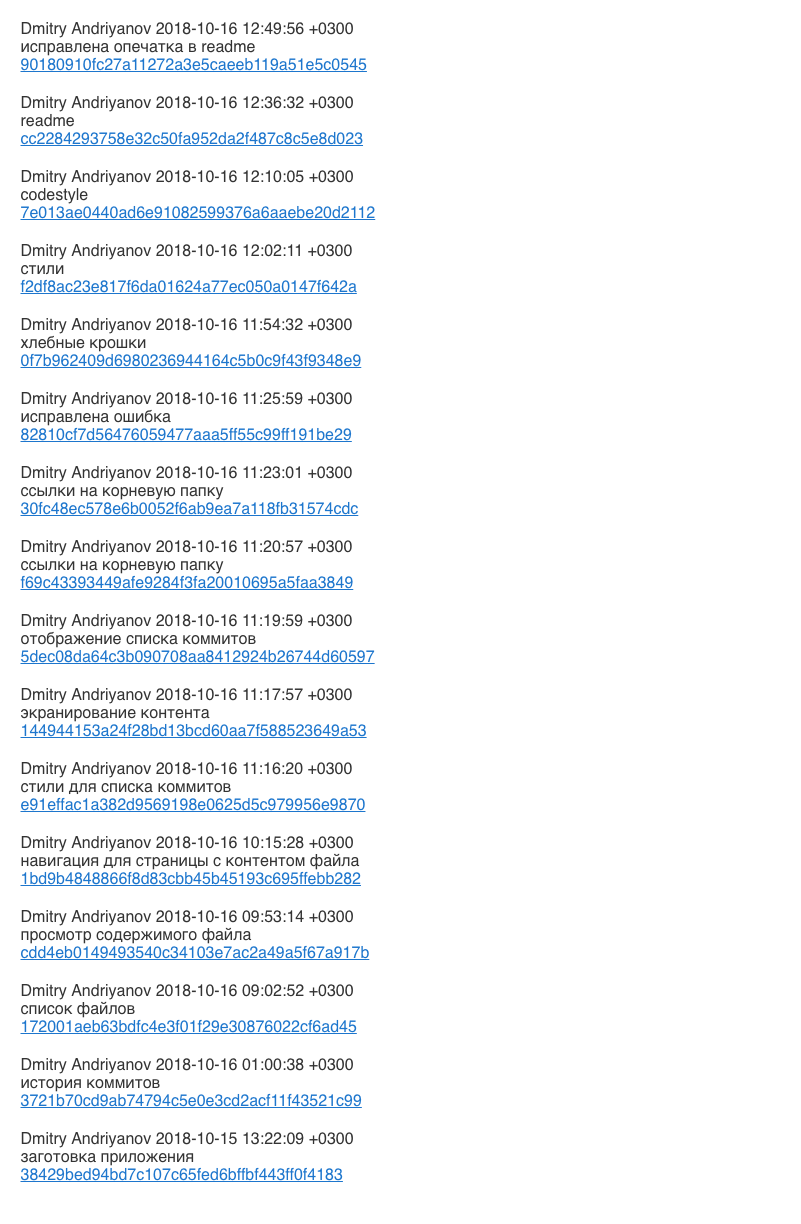 Dmitry Andriyanov 2018-10-16 12:49:56 +0300
исправлена опечатка в readme
90180910fc27a11272a3e5caeeb119a51e5c0545
Dmitry Andriyanov 2018-10-16 12:36:32 +0300
readme
cc2284293758e32c50fa952da2f487c8c5e8d023
Dmitry Andriyanov 2018-10-16 12:10:05 +0300
codestyle
7e013ae0440ad6e91082599376a6aaebe20d2112
Dmitry Andriyanov 2018-10-16 12:02:11 +0300
стили
f2df8ac23e817f6da01624a77ec050a0147f642a
Dmitry Andriyanov 2018-10-16 11:54:32 +0300
хлебные крошки
0f7b962409d6980236944164c5b0c9f43f9348e9
Dmitry Andriyanov 2018-10-16 11:25:59 +0300
исправлена ошибка
82810cf7d56476059477aaa5ff55c99ff191be29
Dmitry Andriyanov 2018-10-16 11:23:01 +0300
ссылки на корневую папку
30fc48ec578e6b0052f6ab9ea7a118fb31574cdc
Dmitry Andriyanov 2018-10-16 11:20:57 +0300
ссылки на корневую папку
f69c43393449afe9284f3fa20010695a5faa3849
Dmitry Andriyanov 2018-10-16 11:19:59 +0300
отображение списка коммитов
5dec08da64c3b090708aa8412924b26744d60597
Dmitry Andriyanov 2018-10-16 11:17:57 +0300
экранирование контента
144944153a24f28bd13bcd60aa7f588523649a53
Dmitry Andriyanov 2018-10-16 11:16:20 +0300
стили для списка коммитов
e91effac1a382d9569198e0625d5c979956e9870
Dmitry Andriyanov 2018-10-16 10:15:28 +0300
навигация для страницы с контентом файла
1bd9b4848866f8d83cbb45b45193c695ffebb282
Dmitry Andriyanov 2018-10-16 09:53:14 +0300
просмотр содержимого файла
cdd4eb0149493540c34103e7ac2a49a5f67a917b
Dmitry Andriyanov 2018-10-16 09:02:52 +0300
список файлов
172001aeb63bdfc4e3f01f29e30876022cf6ad45
Dmitry Andriyanov 2018-10-16 01:00:38 +0300
история коммитов
3721b70cd9ab74794c5e0e3cd2acf11f43521c99
Dmitry Andriyanov 2018-10-15 13:22:09 +0300
заготовка приложения
38429bed94bd7c107c65fed6bffbf443ff0f4183